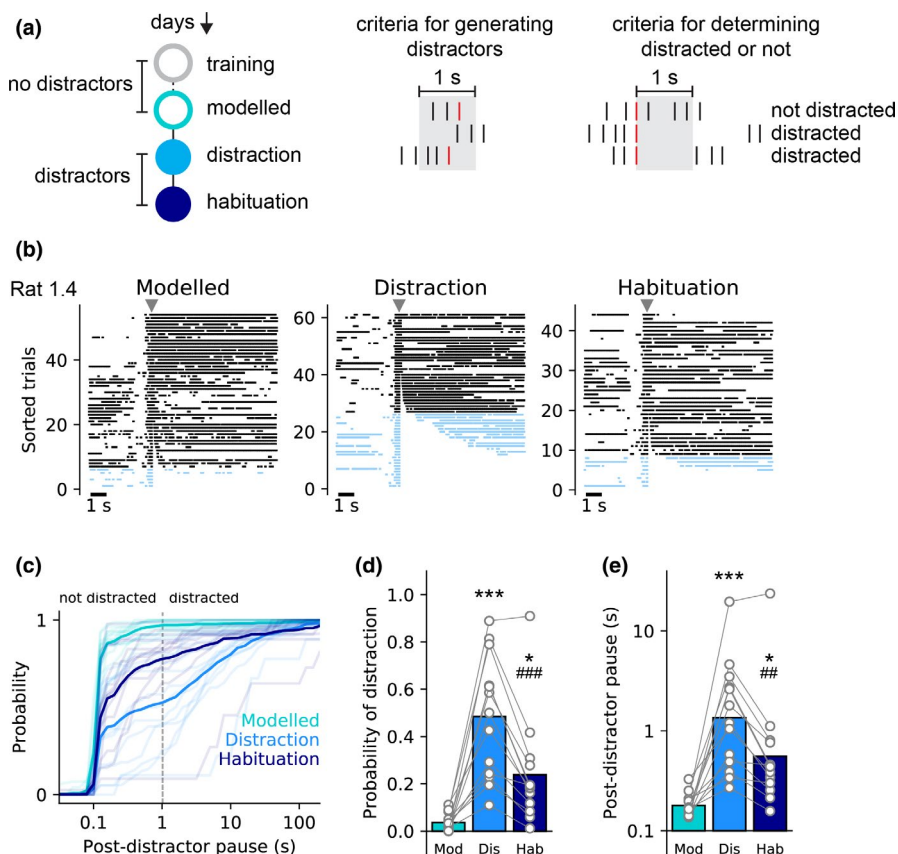 (a)
days ↓
no distractors
training
modelled
distractors
distraction
habituation
criteria for generating
distractors
1 s
criteria for determining
distracted or not
1 s
not distracted
distracted
distracted
(b)
Rat 1.4
Modelled
Distraction
Habituation
Sorted trials
40
20
0
1 s
60
40
20
0
1 s
40
30
20
10
0
1 s
(c)
not distracted
distracted
Probability
1
0
Modelled
Distraction
Habituation
0.1
1
10
100
Post-distractor pause (s)
(d)
Probability of distraction
1.0
0.8
0.6
0.4
0.2
0.0
***
*
###
Mod
Dis
Hab
(e)
Post-distractor pause (s)
10
1
0.1
***
*
##
Mod
Dis
Hab